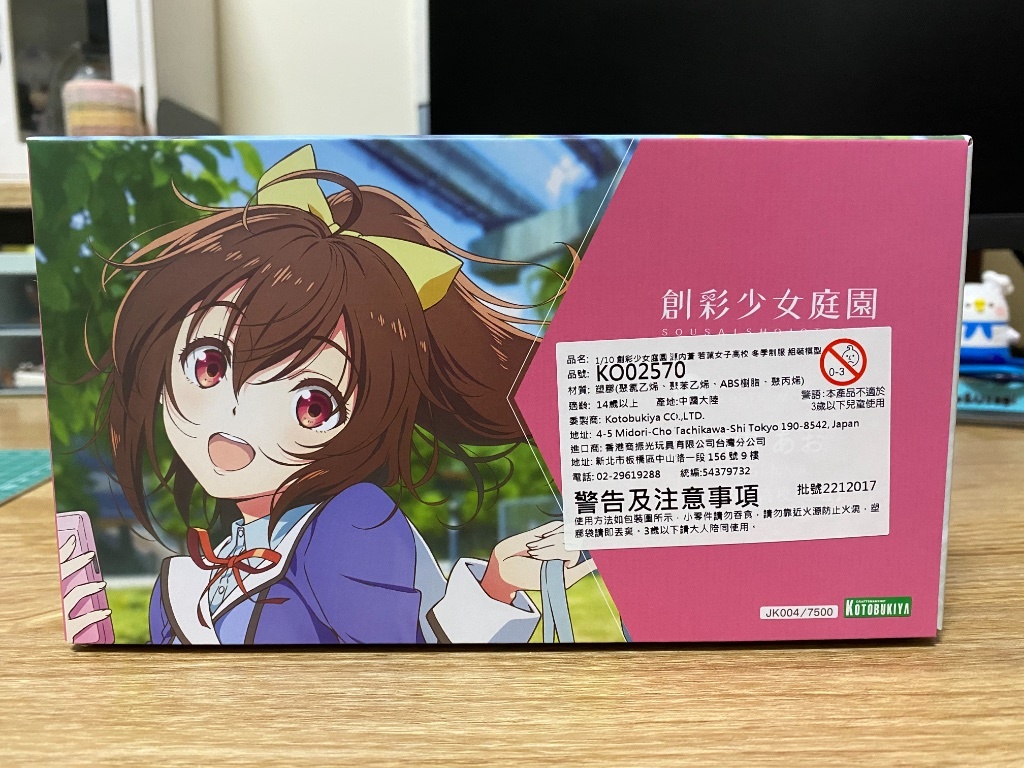 創彩少女庭園
品名: 1/10 創彩少女庭園 源內蒼 若葉女子高校 冬季制服 組裝模型
品號: KO02570
0-3
材質: 塑膠(聚氯乙烯、聚苯乙烯、ABS樹脂、聚丙烯)
警語:本產品不適於
3歲以下兒童使用
適齡: 14歲以上 產地:中國大陸
委製商: Kotobukiya CO.,LTD.
地址: 4-5 Midori-Cho Tachikawa-Shi Tokyo 190-8542, Japan
進口商: 香港商振光玩具有限公司台灣分公司
地址: 新北市板橋區中山路一段 156 號 9 樓
電話: 02-29619288 統編:54379732
警告及注意事項
批號2212017
使用方法如包裝圖所示，小零件請勿吞食，請勿靠近火源防止火災，塑
膠袋請即丟棄，3歲以下請大人陪同使用。
JK004/7500
KOTOBUKIYA